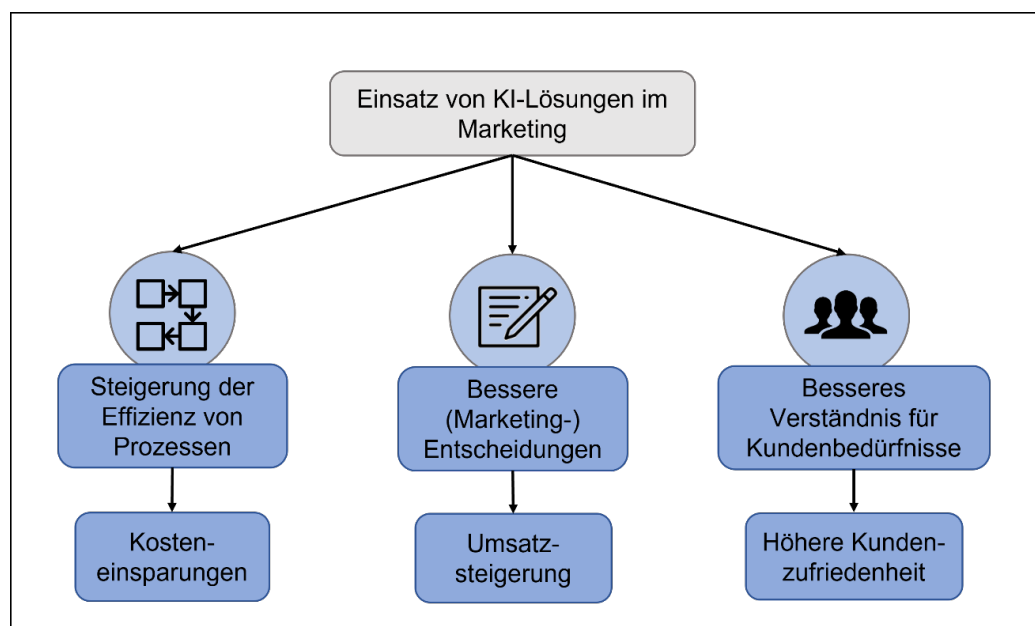 Einsatz von KI-Lösungen im
Marketing
Steigerung der
Effizienz von
Prozessen
Bessere
(Marketing-)
Entscheidungen
Besseres
Verständnis für
Kundenbedürfnisse
Kosten-
einsparungen
Umsatz-
steigerung
Höhere Kunden-
zufriedenheit